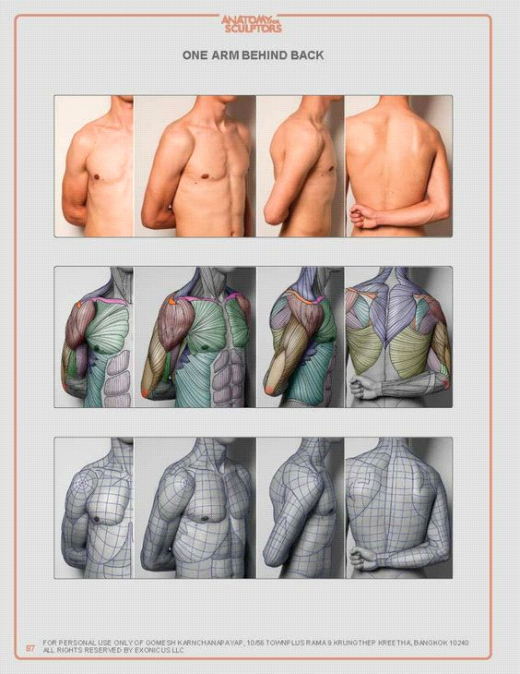 ANATOMY FOR
SCULPTORS
ONE ARM BEHIND BACK
87
FOR PERSONAL USE ONLY OF GOMESH KARNCHANAPAYAP, 10/56 TOWNPLUS RAMA 9 KRUNGTHEP KREETHA, BANGKOK 10240
ALL RIGHTS RESERVED BY EXONICUS LLC